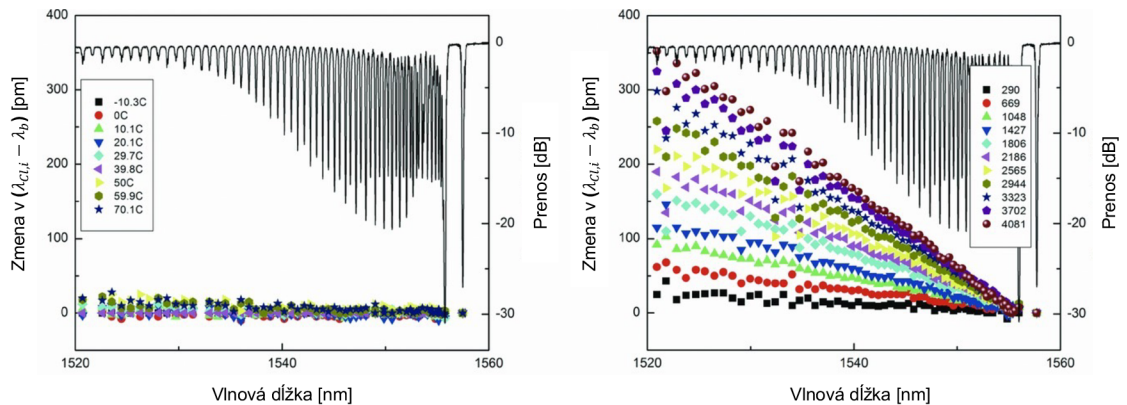 400
300
200
100
0
0
-10
-20
-30
1520
1540
1560
Zmena v (λCl,i − λb) [pm]
Prenos [dB]
Vlnová dĺžka [nm]
-10.3C
0C
10.1C
20.1C
29.7C
39.8C
50C
59.9C
70.1C
400
300
200
100
0
0
-10
-20
-30
1520
1540
1560
Zmena v (λCl,i − λb) [pm]
Prenos [dB]
Vlnová dĺžka [nm]
290
669
1048
1427
1806
2186
2565
2944
3323
3702
4081